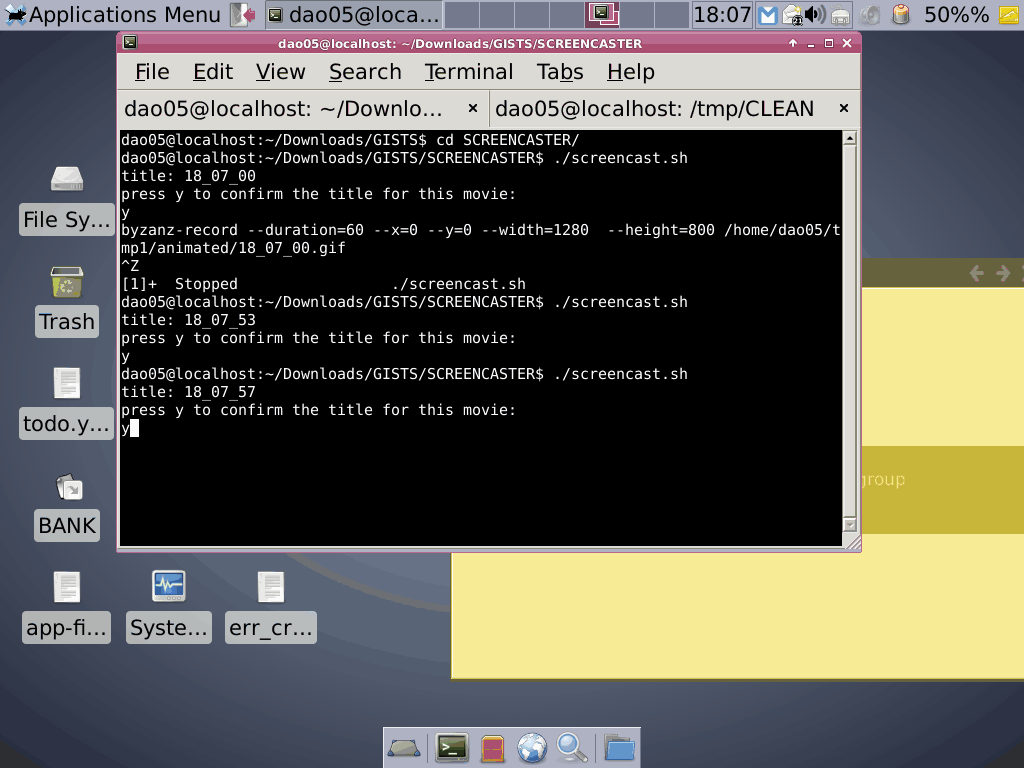 Applications Menu
dao05@loca...
18:07
21
50%%
dao05@localhost: ~/Downloads/GISTS/SCREENCASTER
File Edit View Search Terminal Tabs Help
dao05@localhost: ~/Downlo...
dao05@localhost: /tmp/CLEAN
dao05@localhost:~/Downloads/GISTS$ cd SCREENCASTER/
dao05@localhost:~/Downloads/GISTS/SCREENCASTER$ ./screencast.sh
title: 18_07_00
press y to confirm the title for this movie:
y
byzanz-record --duration=60 --x=0 --y=0 --width=1280  --height=800 /home/dao05/t
mp1/animated/18_07_00.gif
^Z
[1]+  Stopped                 ./screencast.sh
dao05@localhost:~/Downloads/GISTS/SCREENCASTER$ ./screencast.sh
title: 18_07_53
press y to confirm the title for this movie:
y
dao05@localhost:~/Downloads/GISTS/SCREENCASTER$ ./screencast.sh
title: 18_07_57
press y to confirm the title for this movie:
y
File Sy...
Trash
todo.y...
BANK
app-fi...
Syste...
err_cr...
group